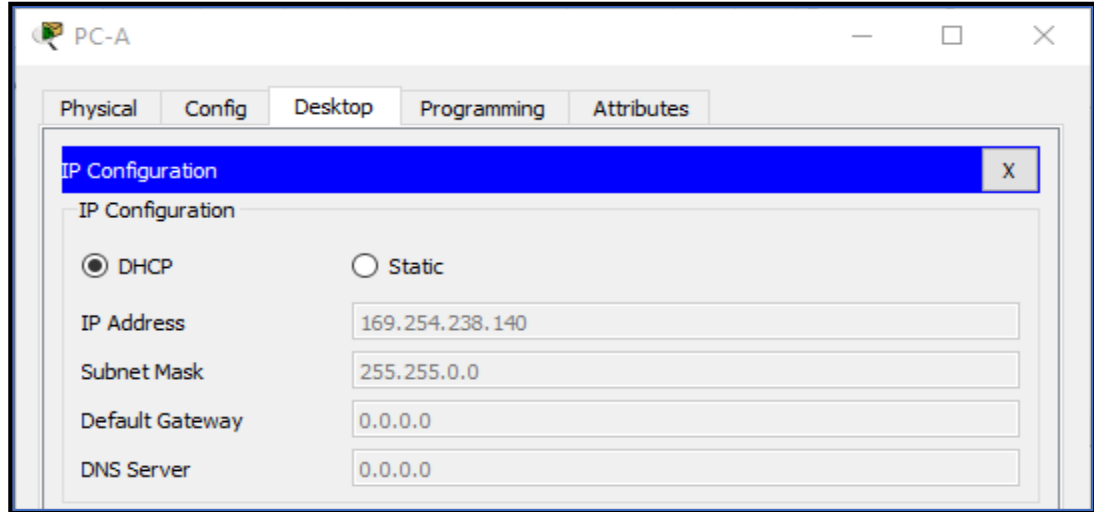 PC-A
Physical Config Desktop Programming Attributes
IP Configuration X
IP Configuration
DHCP Static
IP Address 169.254.238.140
Subnet Mask 255.255.0.0
Default Gateway 0.0.0.0
DNS Server 0.0.0.0